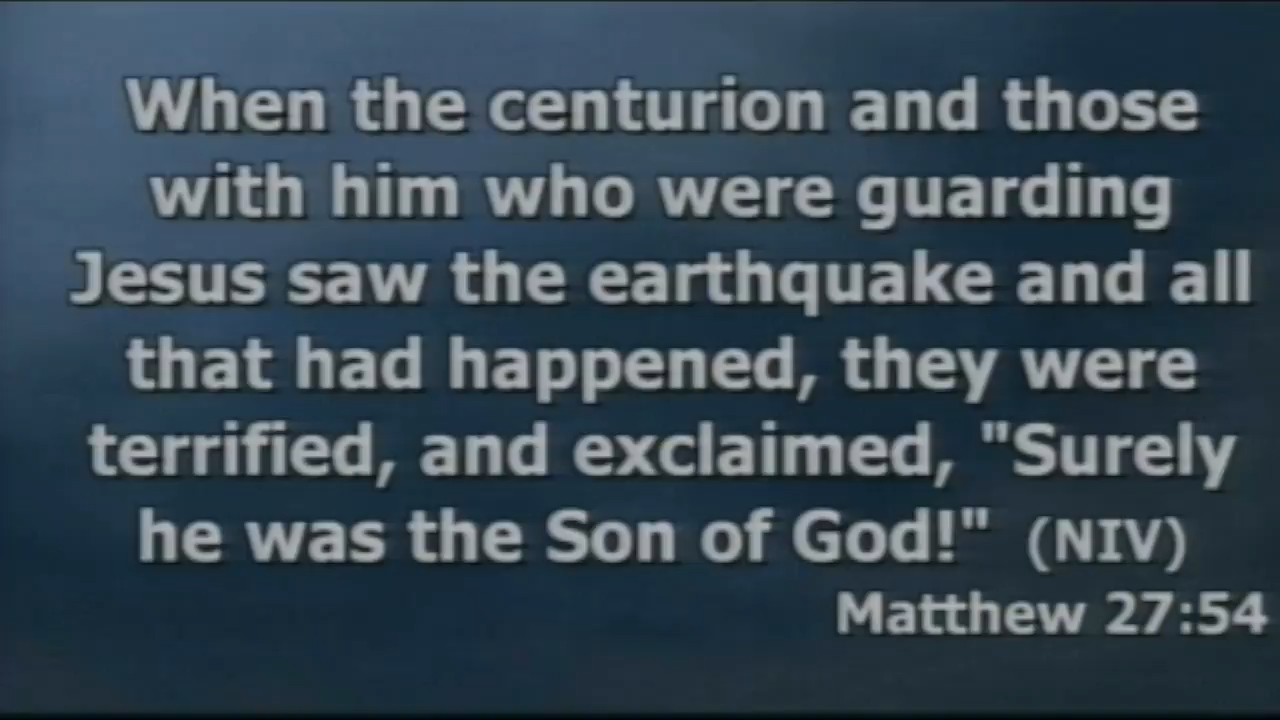 When the centurion and those
with him who were guarding
Jesus saw the earthquake and all
that had happened, they were
terrified, and exclaimed, "Surely
he was the Son of God!" (NIV)
Matthew 27:54